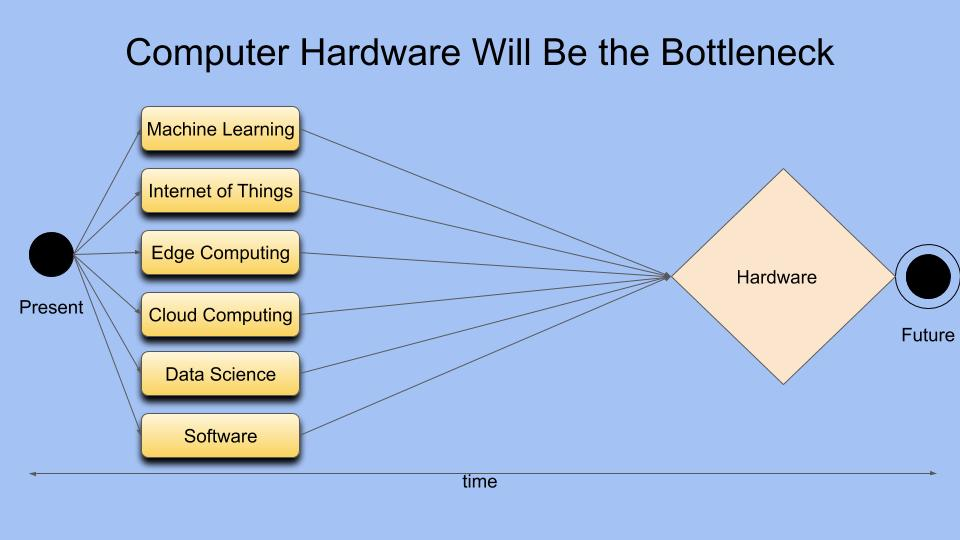 Computer Hardware Will Be the Bottleneck
Machine Learning
Internet of Things
Edge Computing
Cloud Computing
Data Science
Software
Present
Hardware
Future
time